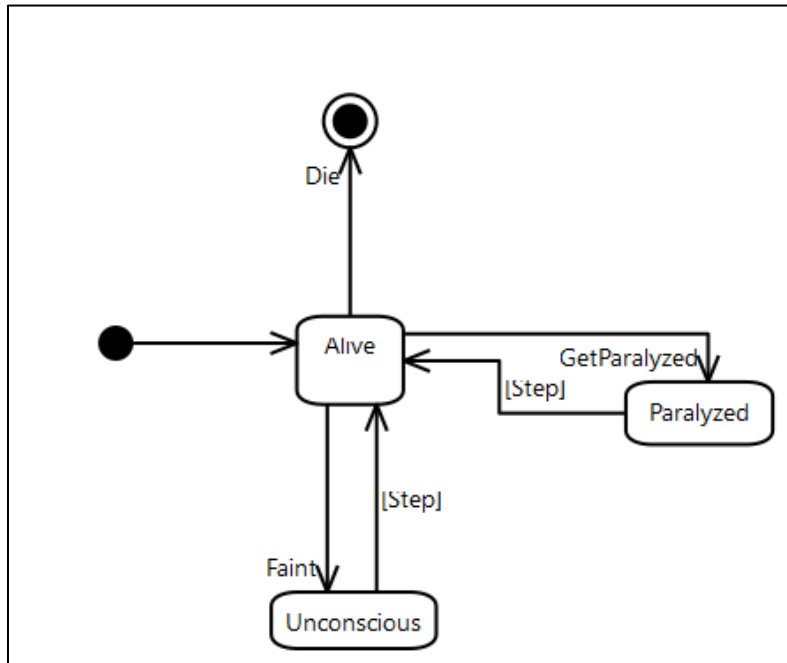 Die
Alive
GetParalyzed
[Step]
Paralyzed
[Step]
Faint
Unconscious